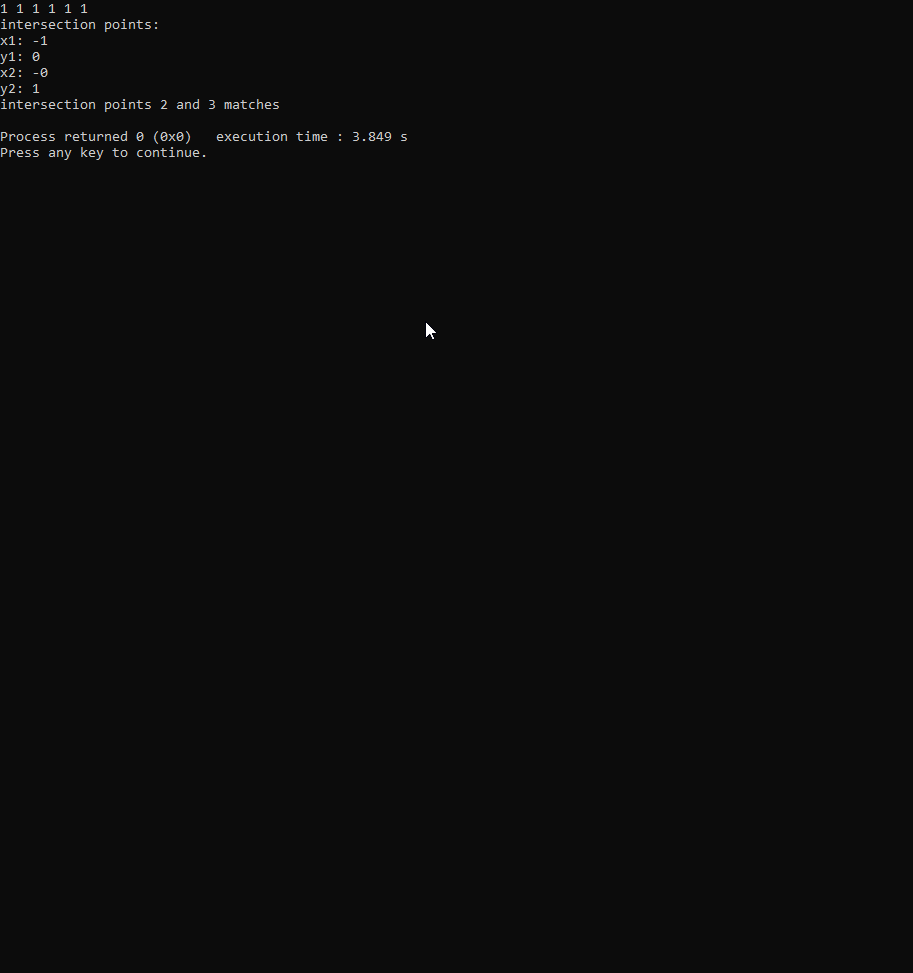 1 1 1 1 1 1
intersection points:
x1: -1
y1: 0
x2: -0
y2: 1
intersection points 2 and 3 matches
Process returned 0 (0x0)   execution time : 3.849 s
Press any key to continue.